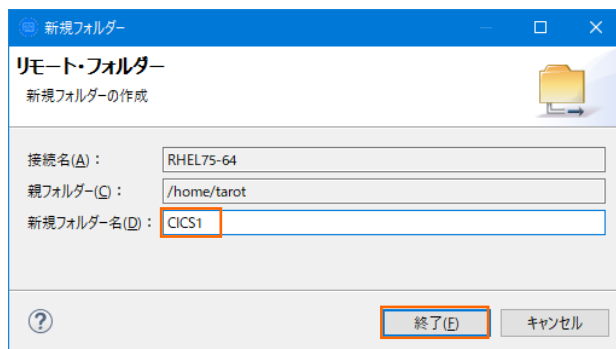 新規フォルダー
リモート・フォルダー
新規フォルダーの作成
接続名(A): RHEL75-64
親フォルダー(C): /home/tarot
新規フォルダー名(D): CICS1
?
終了(F) キャンセル